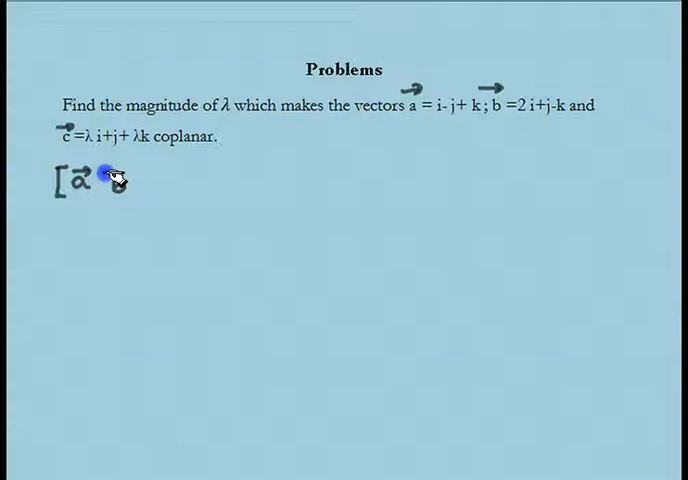 Problems
Find the magnitude of λ which makes the vectors a = i- j+ k ; b =2 i+j-k and
c =λ i+j+ λk coplanar.
[a⃗